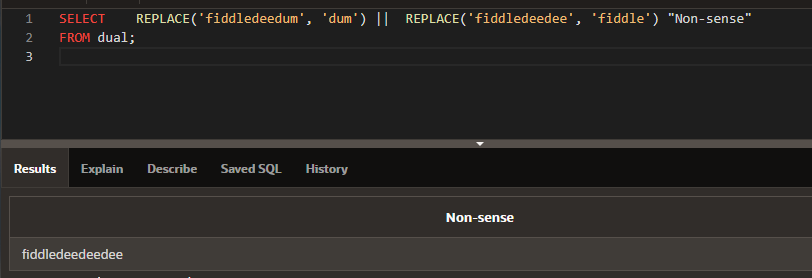 1 SELECT REPLACE('fiddledeedum', 'dum') || REPLACE('fiddledeedee', 'fiddle') "Non-sense"
2 FROM dual;
3
Results Explain Describe Saved SQL History
Non-sense
fiddledeedeedee